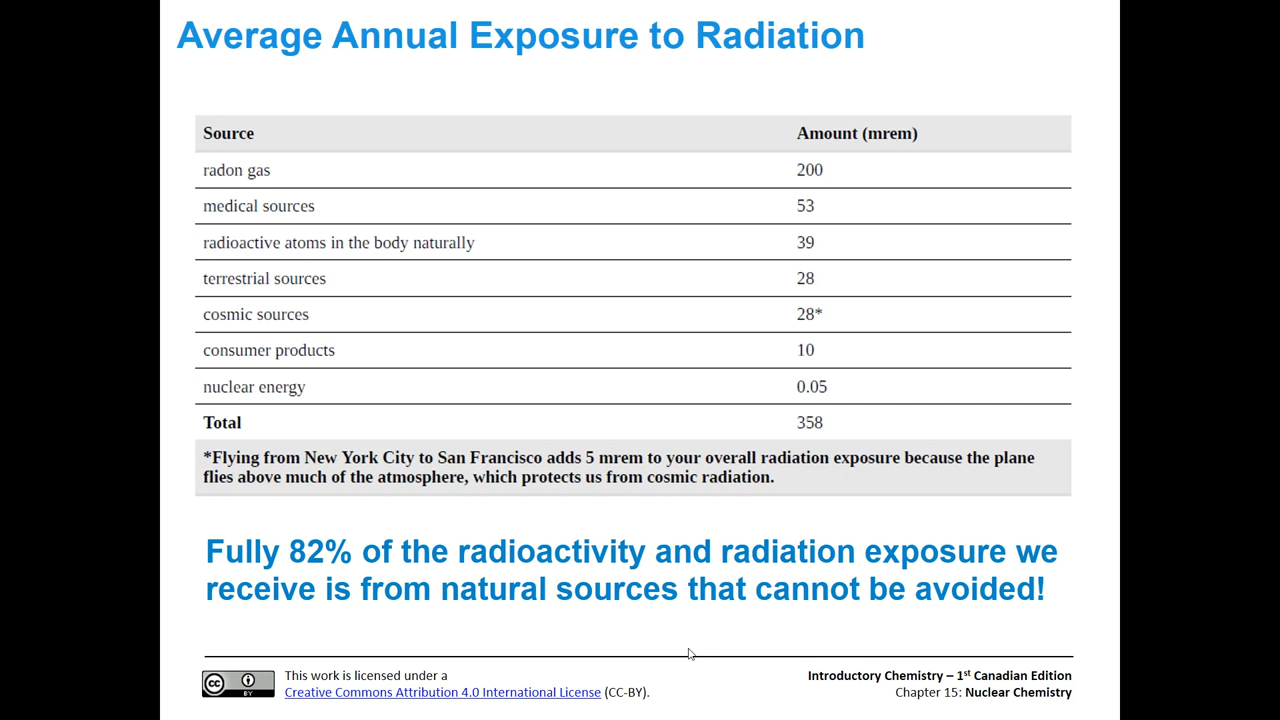 Average Annual Exposure to Radiation
Source Amount (mrem)
radon gas 200
medical sources 53
radioactive atoms in the body naturally 39
terrestrial sources 28
cosmic sources 28*
consumer products 10
nuclear energy 0.05
Total 358
*Flying from New York City to San Francisco adds 5 mrem to your overall radiation exposure because the plane
flies above much of the atmosphere, which protects us from cosmic radiation.
Fully 82% of the radioactivity and radiation exposure we
receive is from natural sources that cannot be avoided!
cc BY
This work is licensed under a
Creative Commons Attribution 4.0 International License (CC-BY).
Introductory Chemistry – 1st Canadian Edition
Chapter 15: Nuclear Chemistry